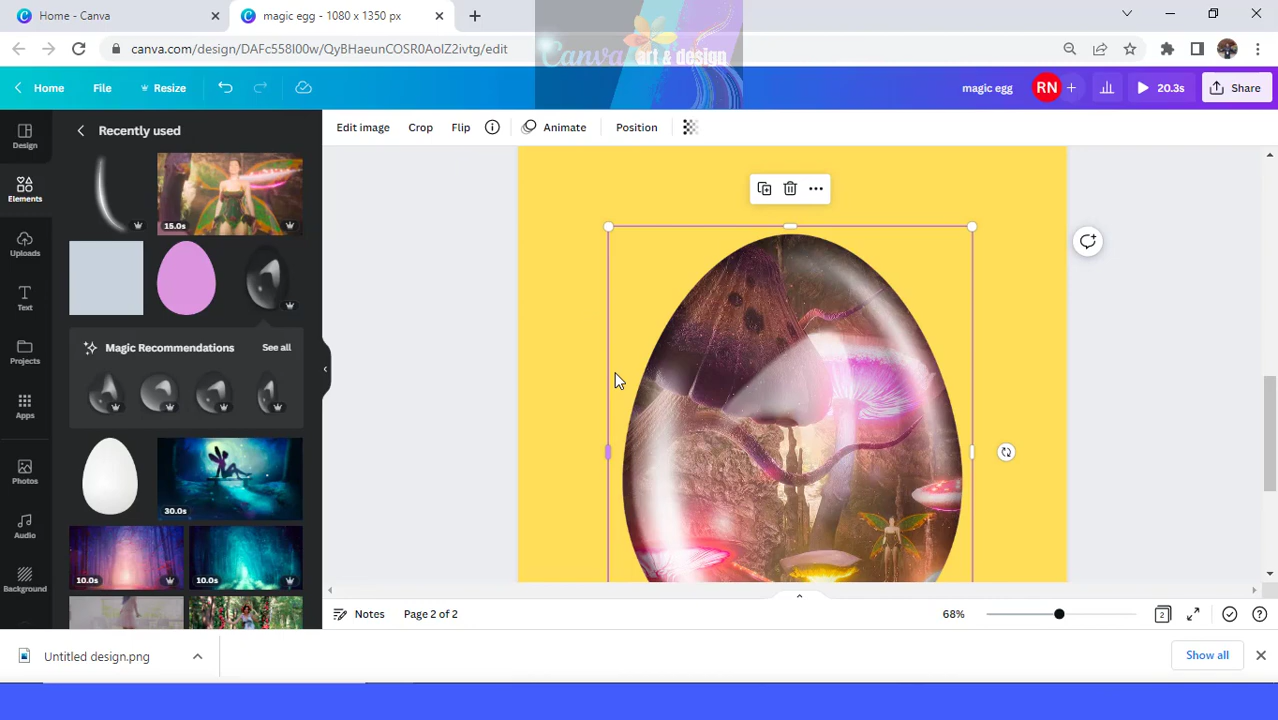 Home - Canva
magic egg - 1080 x 1350 px
canva.com/design/DAFc558I00w/QyBHaeunCOSR0AolZ2ivtg/edit
Canva art & design
Home
File
Resize
magic egg
RN
20.3s
Share
Design
Elements
Uploads
Text
Projects
Apps
Photos
Audio
Background
Recently used
15.0s
Magic Recommendations
See all
30.0s
10.0s
10.0s
Edit image
Crop
Flip
Animate
Position
Notes
Page 2 of 2
68%
2
Untitled design.png
Show all